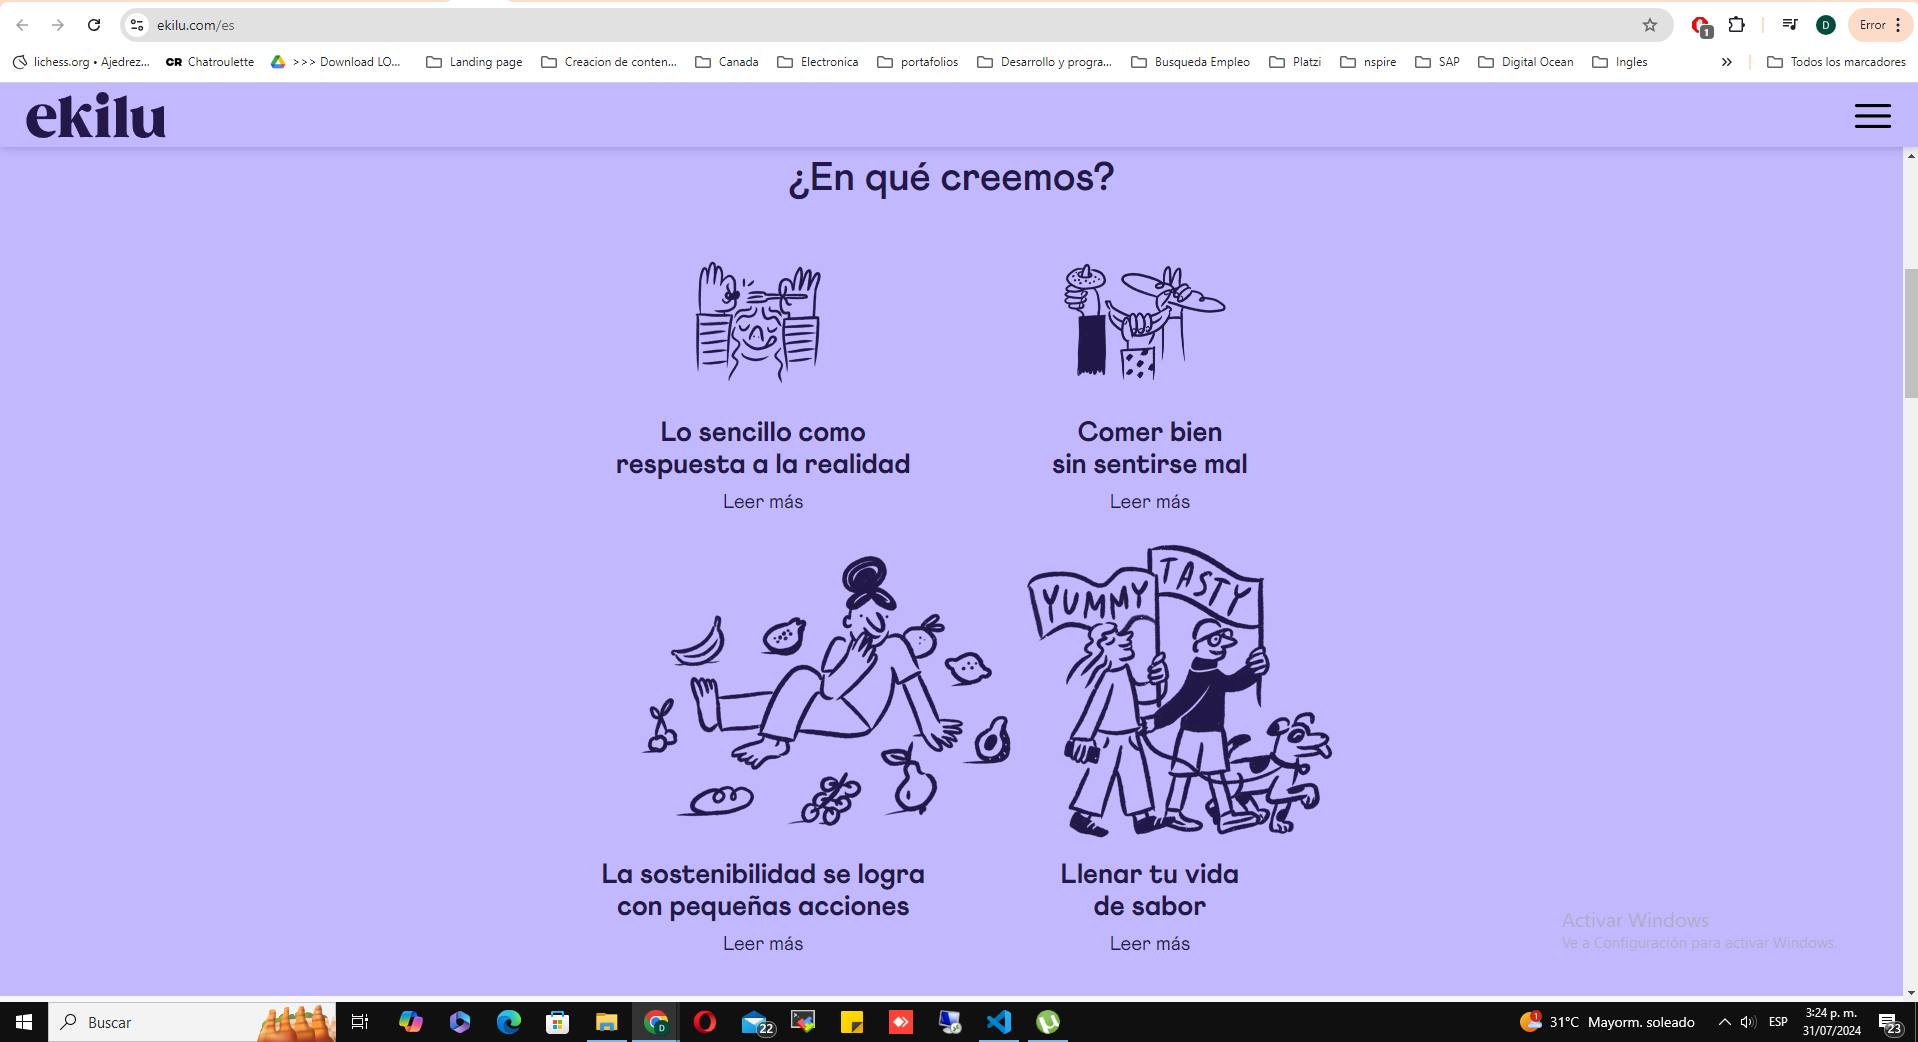 ekilu.com/es
1
D
Error
lichess.org • Ajedrez...
CR Chatroulette
>>> Download LO...
Landing page
Creacion de conten...
Canada
Electronica
portafolios
Desarrollo y progra...
Busqueda Empleo
Platzi
nspire
SAP
Digital Ocean
Ingles
»
Todos los marcadores
ekilu
¿En qué creemos?
Lo sencillo como
respuesta a la realidad
Leer más
Comer bien
sin sentirse mal
Leer más
YUMMY
TASTY
La sostenibilidad se logra
con pequeñas acciones
Leer más
Llenar tu vida
de sabor
Leer más
Activar Windows
Ve a Configuración para activar Windows.
Buscar
D
22
1
31°C Mayorm. soleado
ESP
3:24 p. m.
31/07/2024
23